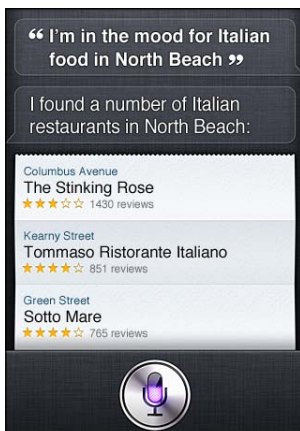 “ I’m in the mood for Italian
food in North Beach ”
I found a number of Italian
restaurants in North Beach:
Columbus Avenue
The Stinking Rose
1430 reviews
Kearny Street
Tommaso Ristorante Italiano
851 reviews
Green Street
Sotto Mare
765 reviews